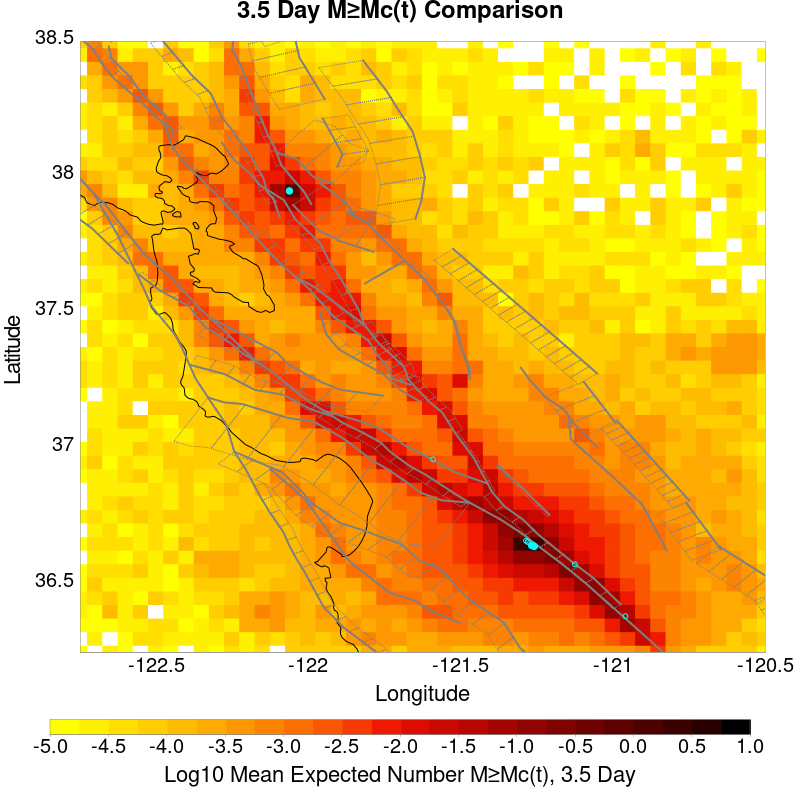 3.5 Day M≥Mc(t) Comparison
38.5
38
37.5
37
36.5
Latitude
-122.5 -122 -121.5 -121 -120.5
Longitude
-5.0 -4.5 -4.0 -3.5 -3.0 -2.5 -2.0 -1.5 -1.0 -0.5 0.0 0.5 1.0
Log10 Mean Expected Number M≥Mc(t), 3.5 Day